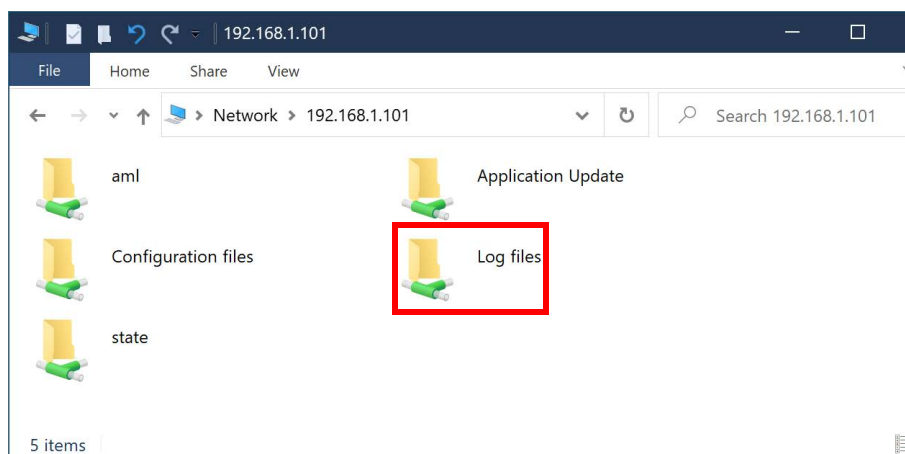 192.168.1.101
File Home Share View
Network 192.168.1.101 Search 192.168.1.101
aml Application Update
Configuration files Log files
state
5 items